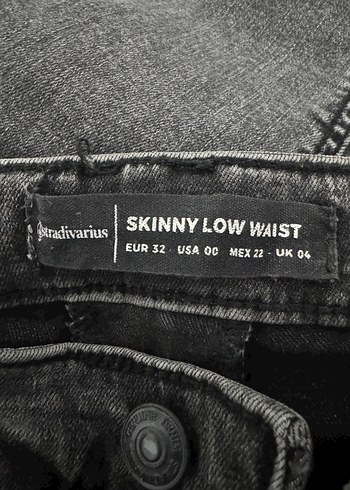 stradivarius
SKINNY LOW WAIST
EUR 32 USA 00 MEX 22 - UK 04